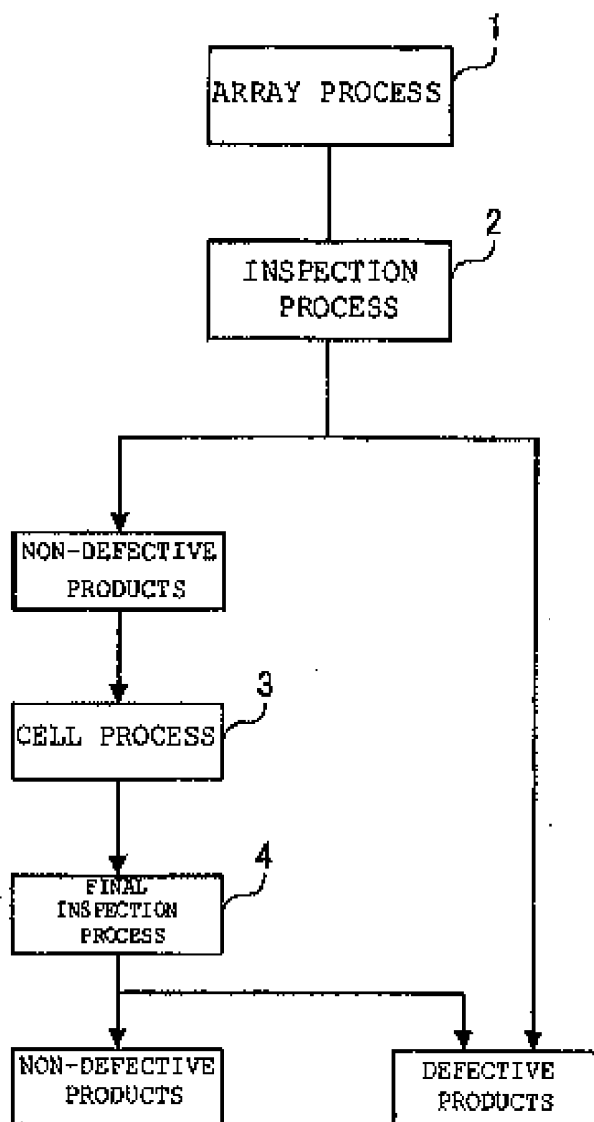 1
ARRAY PROCESS
2
INSPECTION
PROCESS
NON-DEFECTIVE
PRODUCTS
3
CELL PROCESS
4
FINAL
INSPECTION
PROCESS
NON-DEFECTIVE
PRODUCTS
DEFECTIVE
PRODUCTS